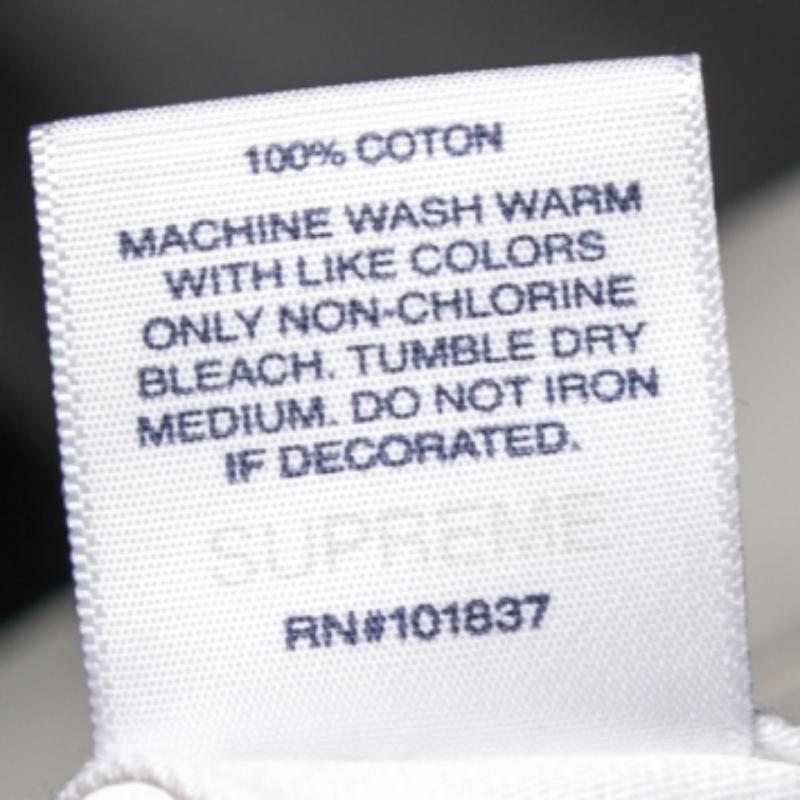 100% COTON
MACHINE WASH WARM
WITH LIKE COLORS
ONLY NON-CHLORINE
BLEACH. TUMBLE DRY
MEDIUM. DO NOT IRON
IF DECORATED.
SUPREME
RN#101837